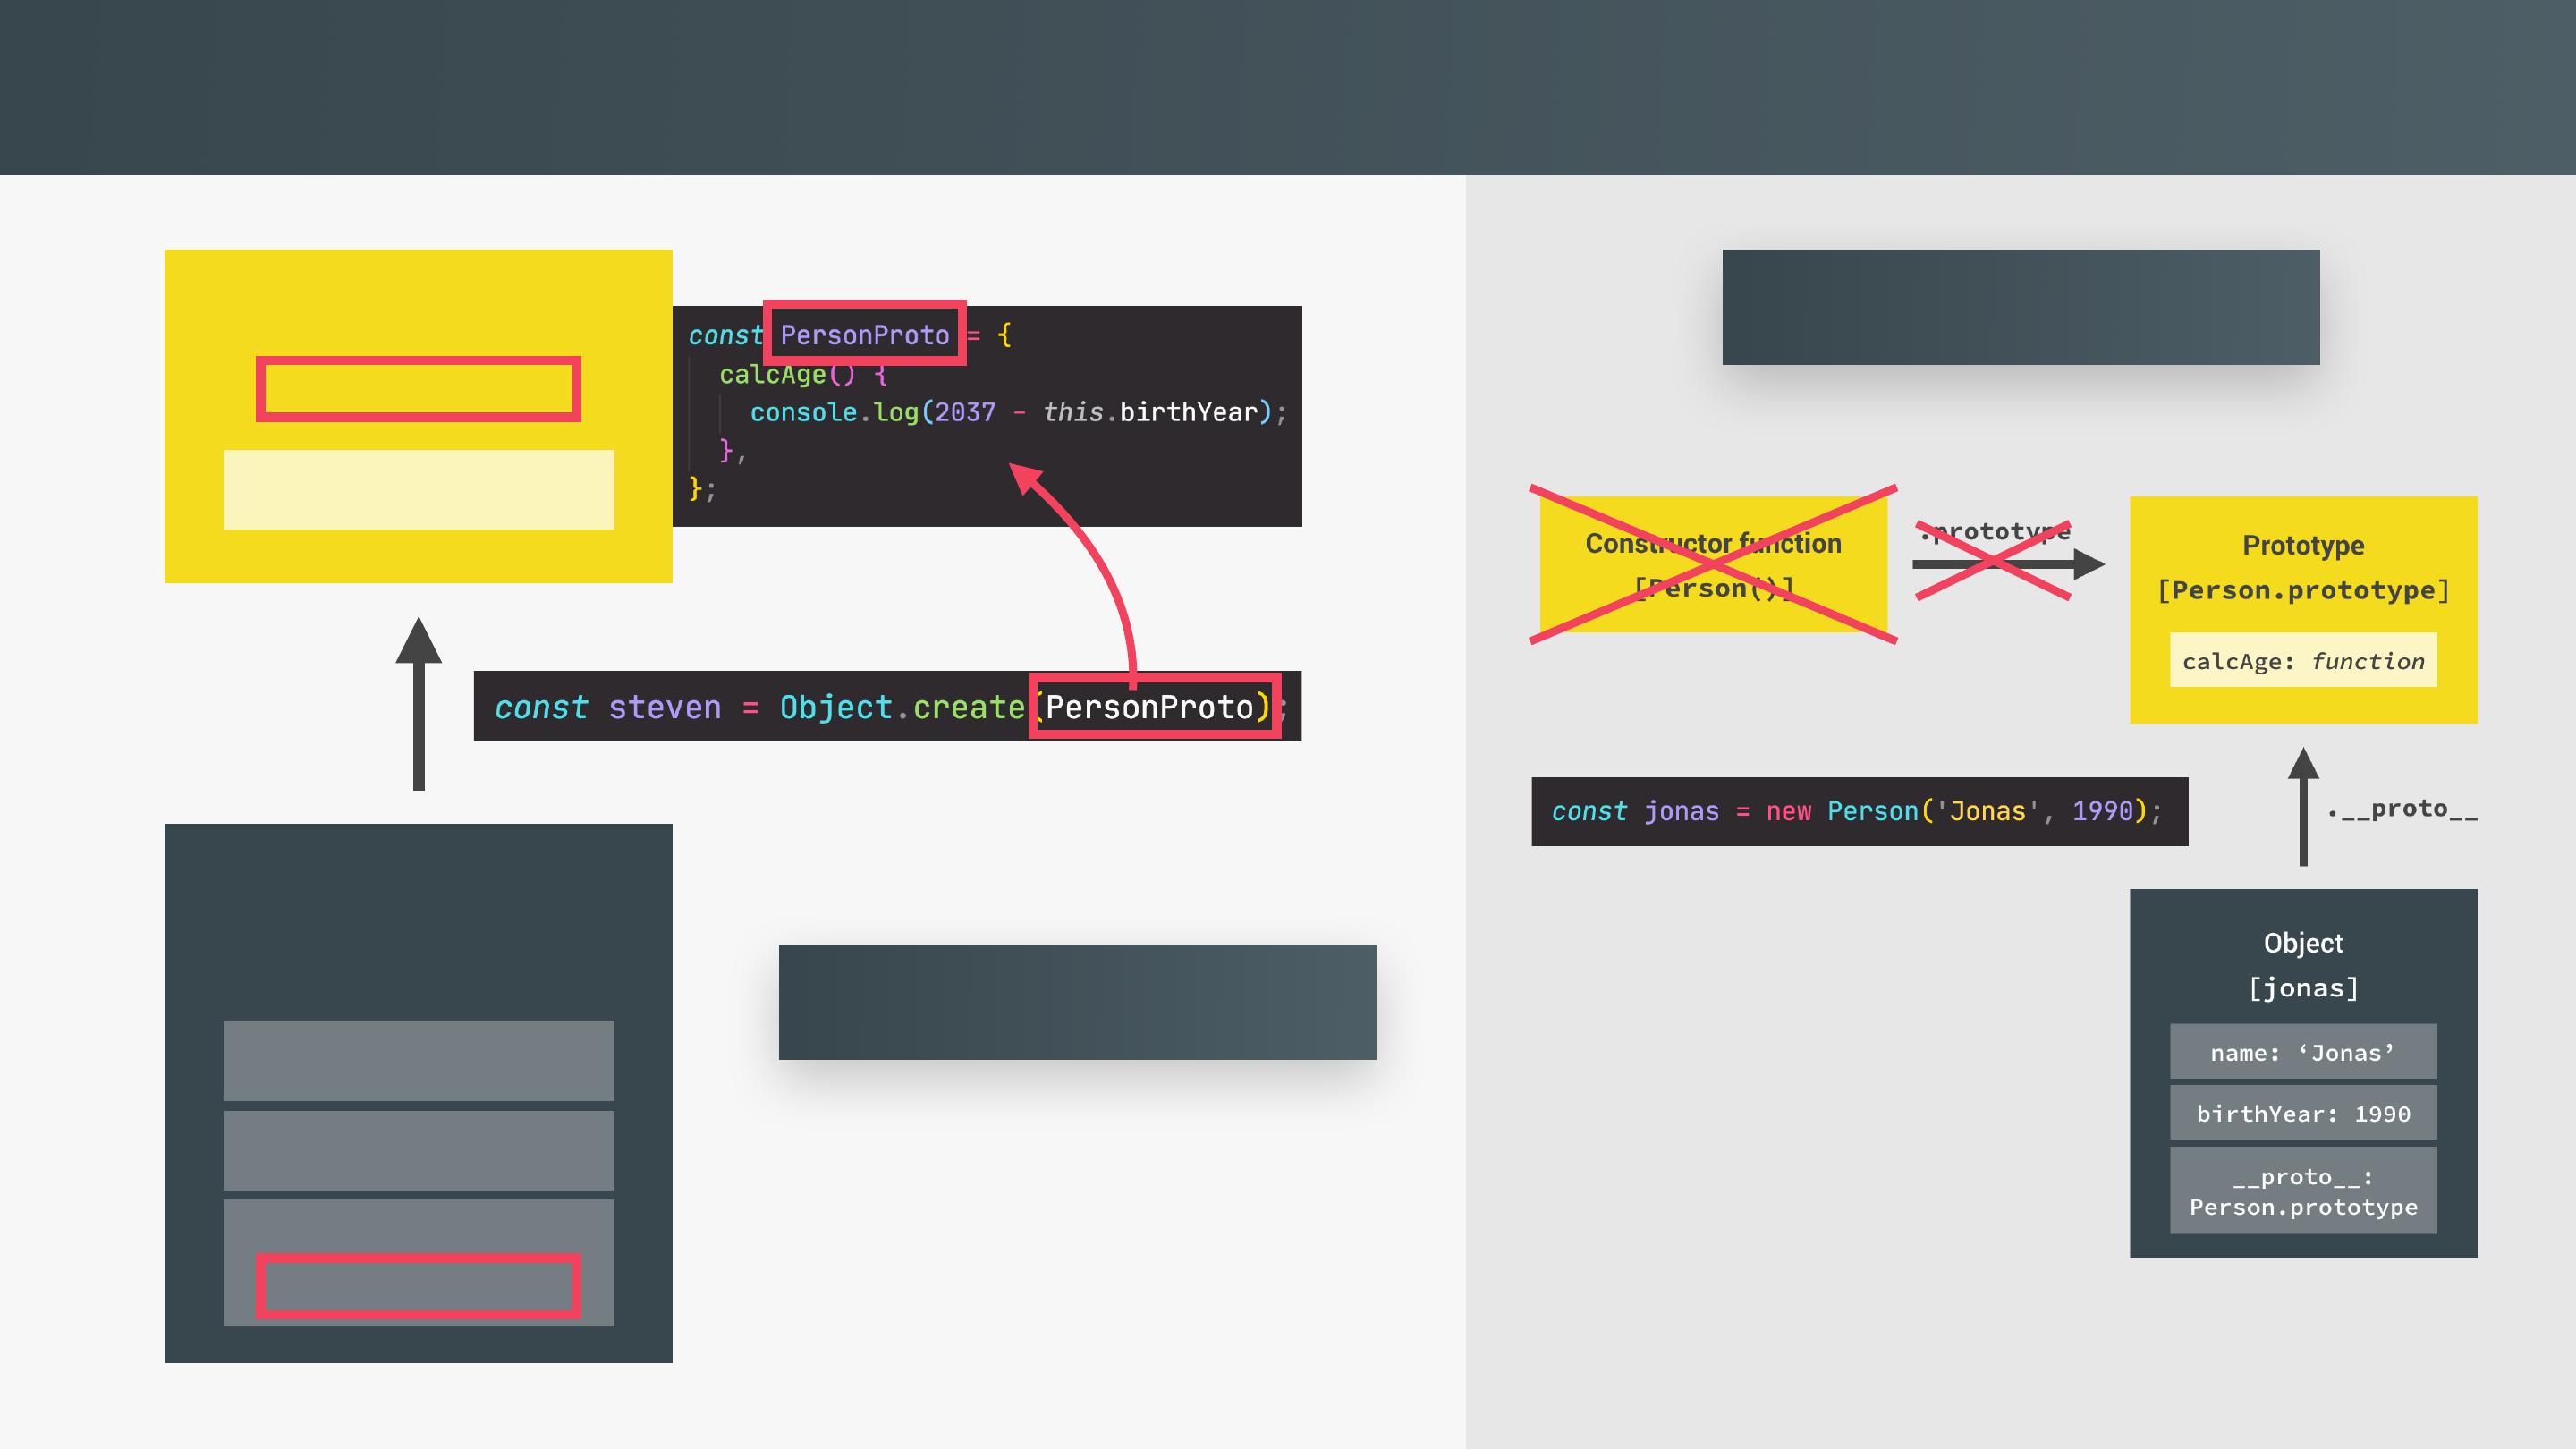 const PersonProto = {
calcAge() {
console.log(2037 - this.birthYear);
},
};
const steven = Object.create(PersonProto);
Constructor function
[Person()]
.prototype
Prototype
[Person.prototype]
calcAge: function
const jonas = new Person('Jonas', 1990);
.__proto__
Object
[jonas]
name: ‘Jonas’
birthYear: 1990
__proto__:
Person.prototype